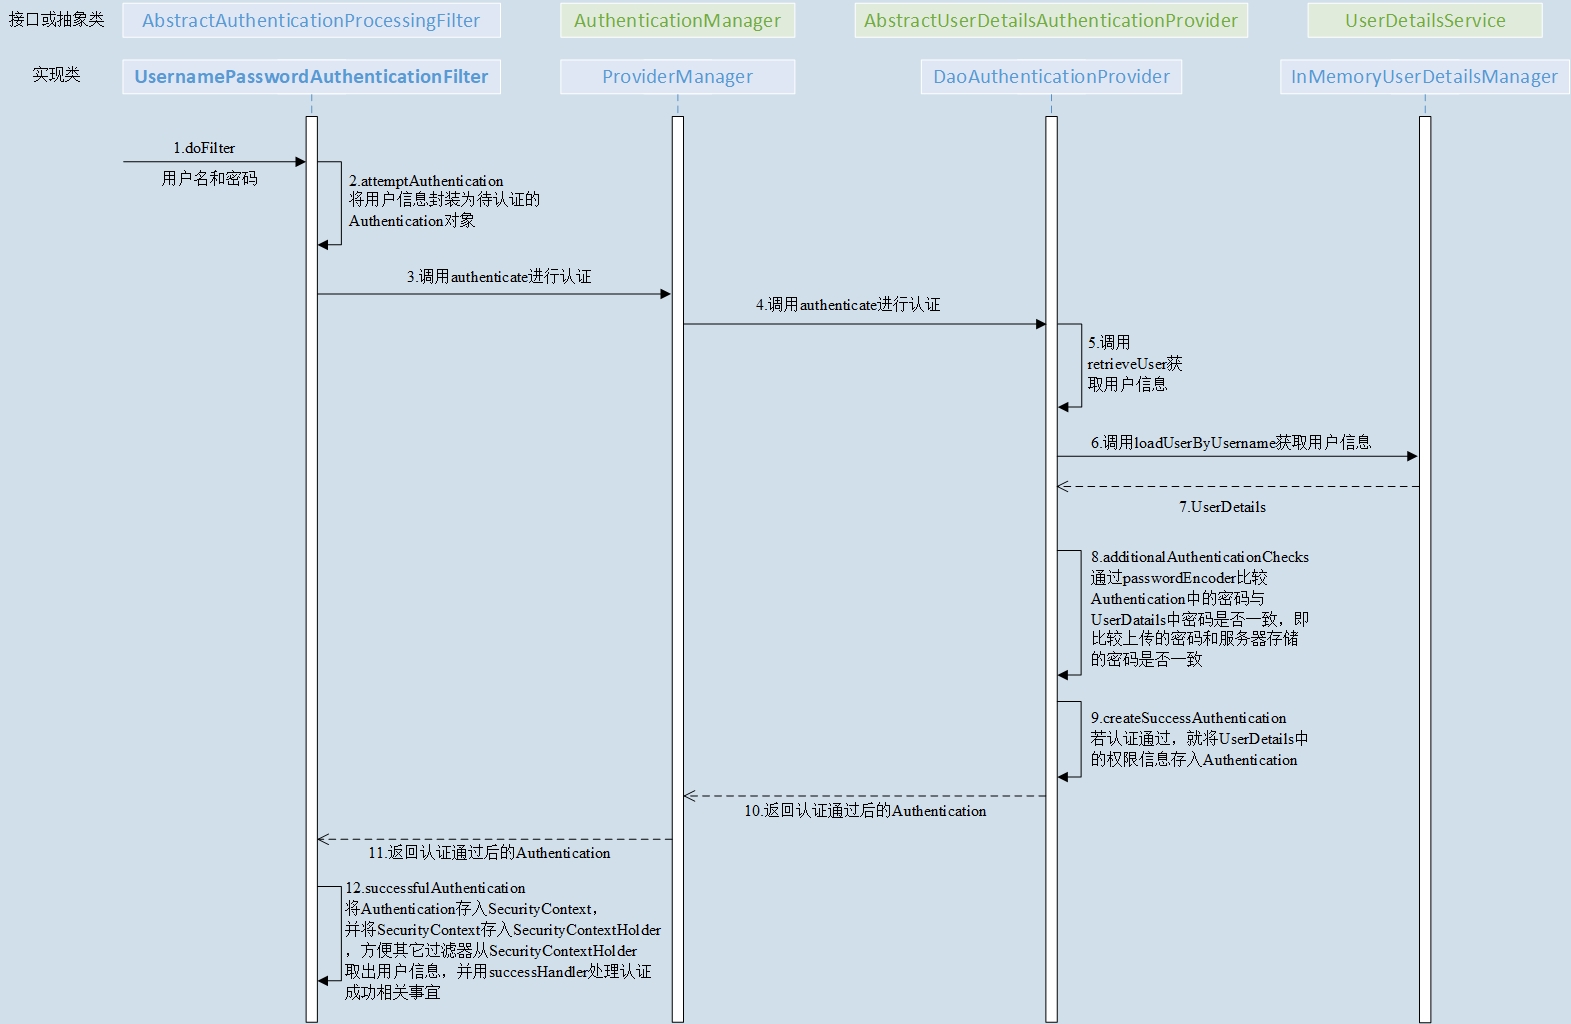 接口或抽象类
AbstractAuthenticationProcessingFilter
AuthenticationManager
AbstractUserDetailsAuthenticationProvider
UserDetailsService
实现类
UsernamePasswordAuthenticationFilter
ProviderManager
DaoAuthenticationProvider
InMemoryUserDetailsManager
1.doFilter
用户名和密码
2.attemptAuthentication
将用户信息封装为待认证的
Authentication对象
3.调用authenticate进行认证
4.调用authenticate进行认证
5.调用
retrieveUser获
取用户信息
6.调用loadUserByUsername获取用户信息
7.UserDetails
8.additionalAuthenticationChecks
通过passwordEncoder比较
Authentication中的密码与
UserDatails中密码是否一致，即
比较上传的密码和服务器存储
的密码是否一致
9.createSuccessAuthentication
若认证通过，就将UserDetails中
的权限信息存入Authentication
10.返回认证通过后的Authentication
11.返回认证通过后的Authentication
12.successfulAuthentication
将Authentication存入SecurityContext，
并将SecurityContext存入SecurityContextHolder
，方便其它过滤器从SecurityContextHolder
取出用户信息，并用successHandler处理认证
成功相关事宜